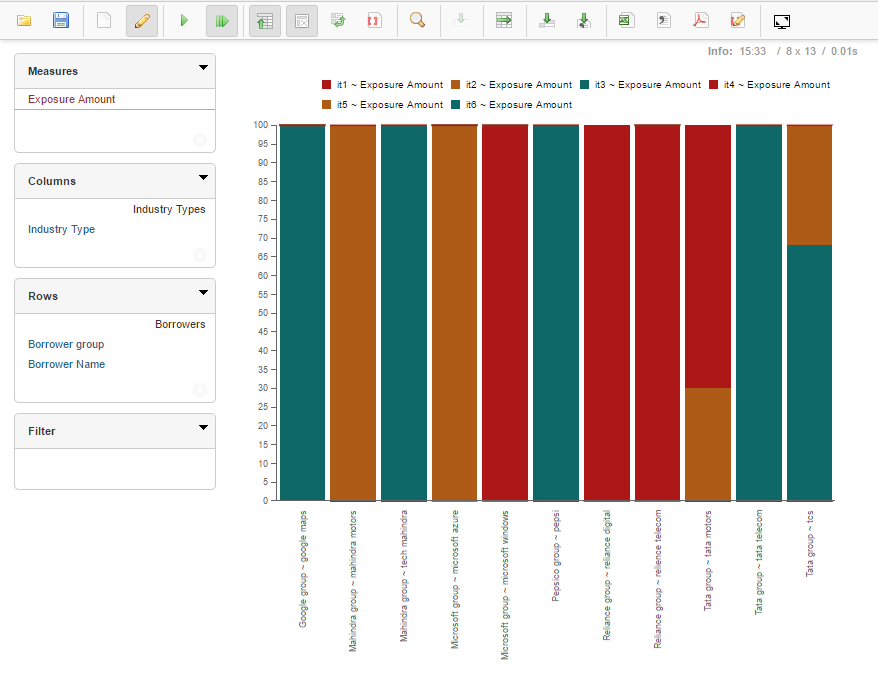 Info: 15:33 / 8 x 13 / 0.01s
Measures
Exposure Amount
Columns
Industry Types
Industry Type
Rows
Borrowers
Borrower group
Borrower Name
Filter
it1 ~ Exposure Amount it2 ~ Exposure Amount it3 ~ Exposure Amount it4 ~ Exposure Amount
it5 ~ Exposure Amount it6 ~ Exposure Amount
100
95
90
85
80
75
70
65
60
55
50
45
40
35
30
25
20
15
10
5
0
Google group ~ google maps
Mahindra group ~ mahindra motors
Mahindra group ~ tech mahindra
Microsoft group ~ microsoft azure
Microsoft group ~ microsoft windows
Pepsico group ~ pepsi
Reliance group ~ reliance digital
Reliance group ~ relience telecom
Tata group ~ tata motors
Tata group ~ tata telecom
Tata group ~ tcs